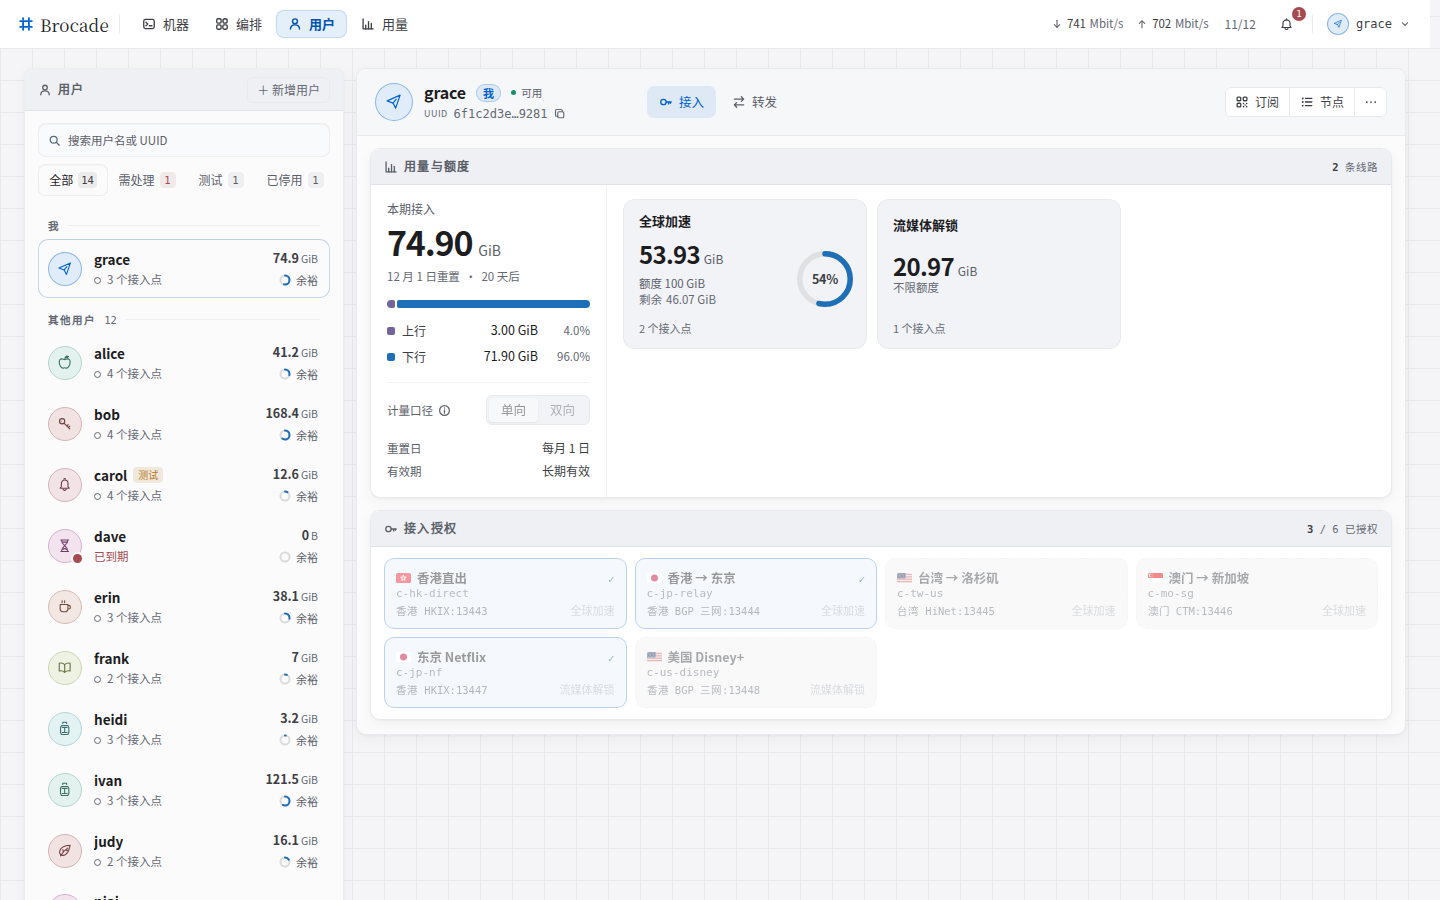 Brocade
机器
编排
用户
用量
741 Mbit/s
702 Mbit/s
11/12
1
grace
用户
新增用户
搜索用户名或 UUID
全部 14
需处理 1
测试 1
已停用 1
我
grace
74.9 GiB
3 个接入点
余裕
其他用户 12
alice
41.2 GiB
4 个接入点
余裕
bob
168.4 GiB
4 个接入点
余裕
carol 测试
12.6 GiB
4 个接入点
余裕
dave
0 B
已到期
余裕
erin
38.1 GiB
3 个接入点
余裕
frank
7 GiB
2 个接入点
余裕
heidi
3.2 GiB
3 个接入点
余裕
ivan
121.5 GiB
3 个接入点
余裕
judy
16.1 GiB
2 个接入点
余裕
grace 我 可用
UUID 6f1c2d3e…9281
接入
转发
订阅
节点
用量与额度
2 条线路
本期接入
74.90 GiB
12 月 1 日重置 · 20 天后
上行 3.00 GiB 4.0%
下行 71.90 GiB 96.0%
计量口径 单向 双向
重置日 每月 1 日
有效期 长期有效
全球加速
53.93 GiB
额度 100 GiB
剩余 46.07 GiB
54%
2 个接入点
流媒体解锁
20.97 GiB
不限额度
1 个接入点
接入授权
3 / 6 已授权
香港直出 ✓
c-hk-direct
香港 HKIX:13443 全球加速
香港 → 东京 ✓
c-jp-relay
香港 BGP 三网:13444 全球加速
台湾 → 洛杉矶
c-tw-us
台湾 HiNet:13445 全球加速
澳门 → 新加坡
c-mo-sg
澳门 CTM:13446 全球加速
东京 Netflix ✓
c-jp-nf
香港 HKIX:13447 流媒体解锁
美国 Disney+
c-us-disney
香港 BGP 三网:13448 流媒体解锁